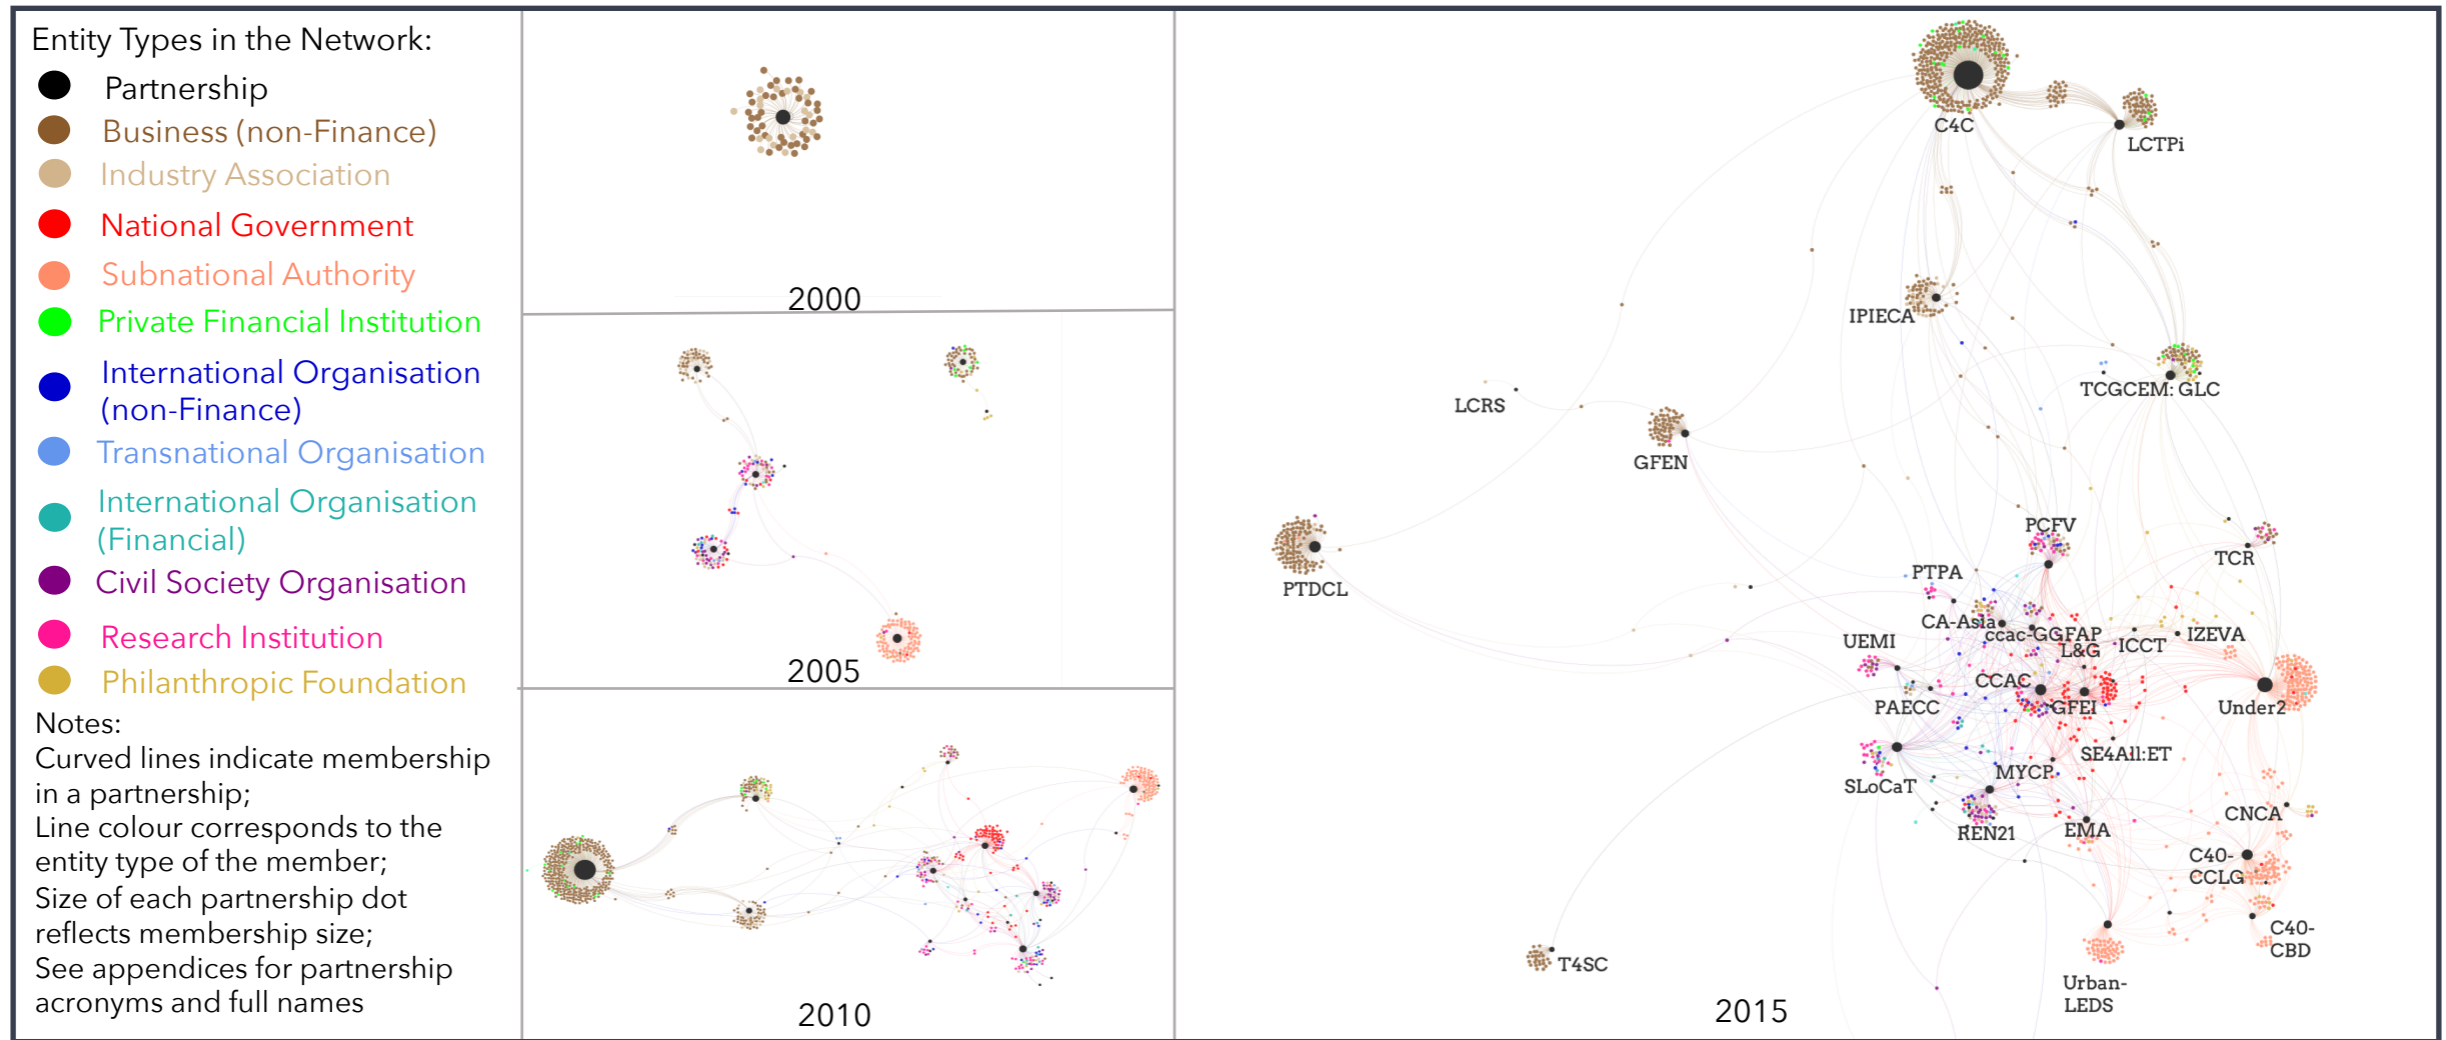 Entity Types in the Network:
Partnership
Business (non-Finance)
Industry Association
National Government
Subnational Authority
Private Financial Institution
International Organisation
(non-Finance)
Transnational Organisation
International Organisation
(Financial)
Civil Society Organisation
Research Institution
Philanthropic Foundation
Notes:
Curved lines indicate membership
in a partnership;
Line colour corresponds to the
entity type of the member;
Size of each partnership dot
reflects membership size;
See appendices for partnership
acronyms and full names
2000
2005
2010
C4C
LCTPi
IPIECA
TCGCEM: GLC
LCRS
GFEN
PCFV
TCR
PTDCL
PTPA
CA-Asia
ccac-GGFAP
IZEVA
UEMI
L&G
ICCT
CCAC
PAECC
GFEI
Under2
SE4All:ET
MYCP
SLoCaT
CNCA
REN21
EMA
C40-
CCLG
C40-
CBD
T4SC
Urban-
LEDS
2015